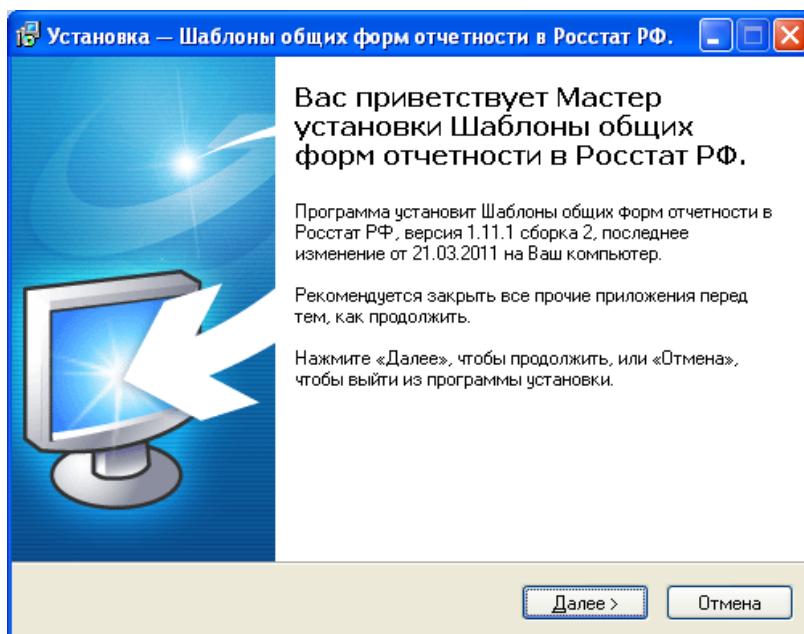 Установка — Шаблоны общих форм отчетности в Росстат РФ.
Вас приветствует Мастер
установки Шаблоны общих
форм отчетности в Росстат РФ.
Программа установит Шаблоны общих форм отчетности в
Росстат РФ, версия 1.11.1 сборка 2, последнее
изменение от 21.03.2011 на Ваш компьютер.
Рекомендуется закрыть все прочие приложения перед
тем, как продолжить.
Нажмите «Далее», чтобы продолжить, или «Отмена»,
чтобы выйти из программы установки.
Далее >
Отмена